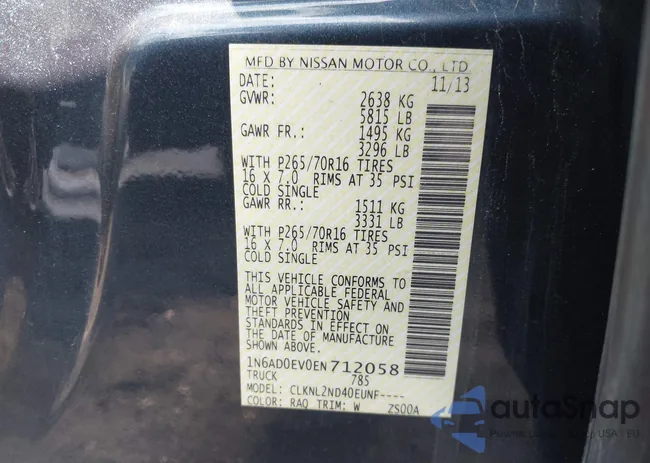 MFD BY NISSAN MOTOR CO., LTD.
DATE: 11/13
GVWR: 2638 KG
5815 LB
GAWR FR.: 1495 KG
3296 LB
WITH P265/70R16 TIRES
16 X 7.0 RIMS AT 35 PSI
COLD SINGLE
GAWR RR.: 1511 KG
3331 LB
WITH P265/70R16 TIRES
16 X 7.0 RIMS AT 35 PSI
COLD SINGLE
THIS VEHICLE CONFORMS TO
ALL APPLICABLE FEDERAL
MOTOR VEHICLE SAFETY AND
THEFT PREVENTION
STANDARDS IN EFFECT ON
THE DATE OF MANUFACTURE
SHOWN ABOVE.
1N6AD0EV0EN712058
TRUCK 785
MODEL: CLKNL2ND40EUNF----
COLOR: RAQ TRIM: W ZS00A
autoSnap